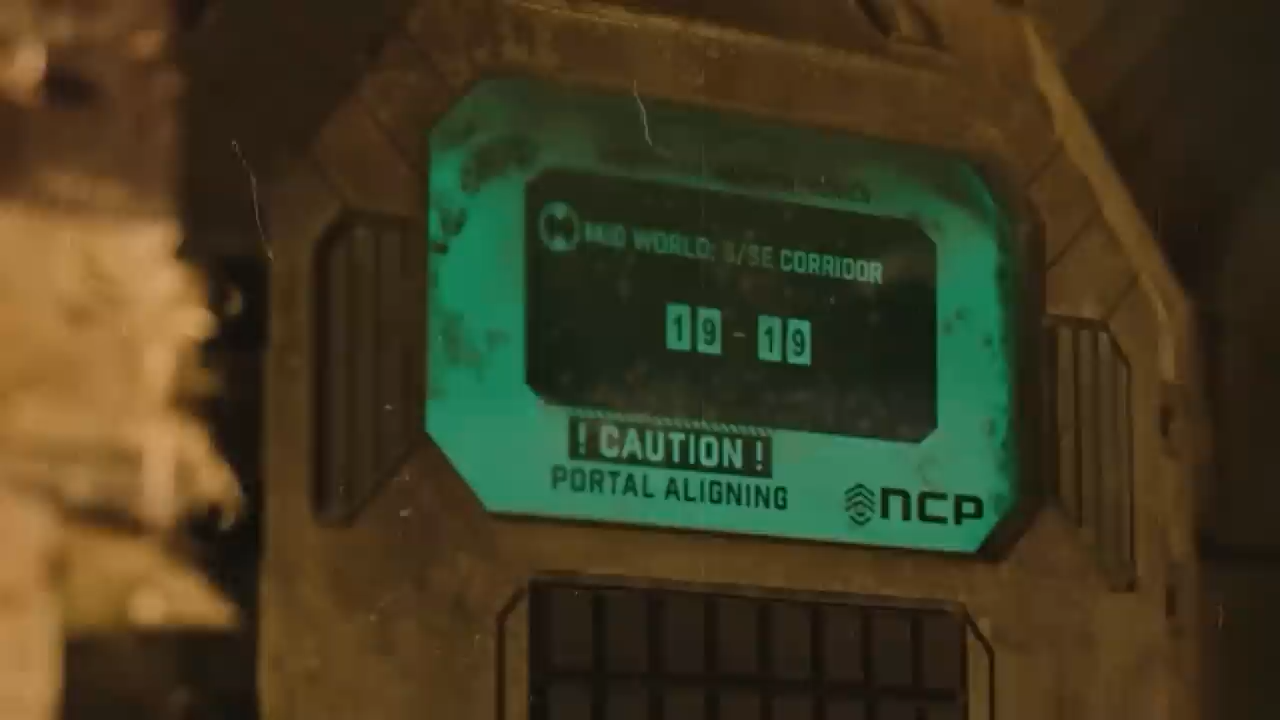 MID WORLD: S/SE CORRIDOR
19-19
! CAUTION !
PORTAL ALIGNING
NCP